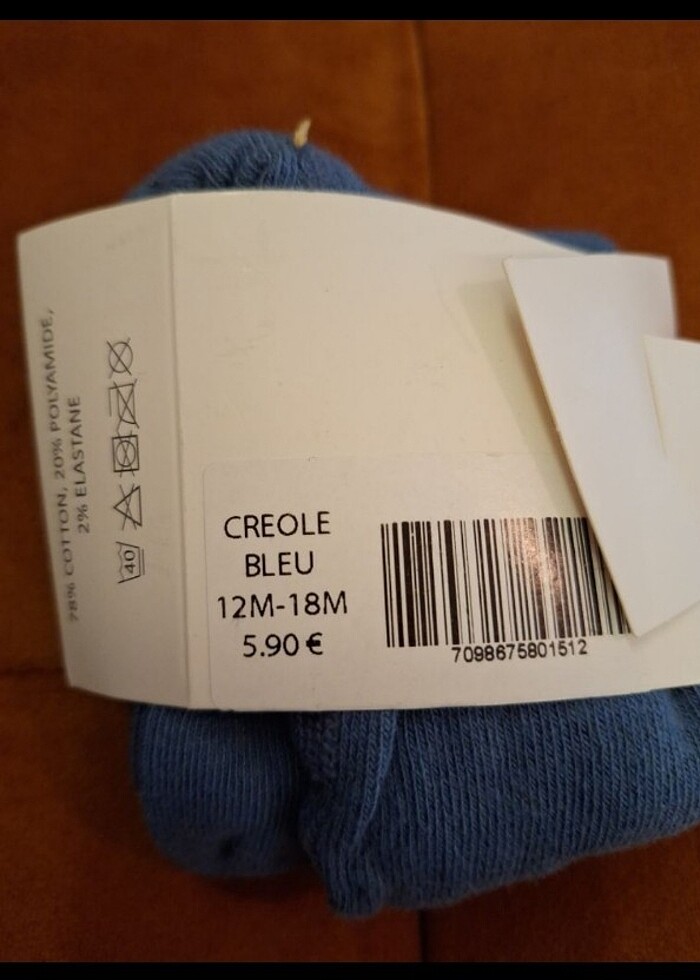 78% COTTON, 20% POLYAMIDE,
2% ELASTANE
40
CREOLE
BLEU
12M-18M
5.90 €
7098675801512